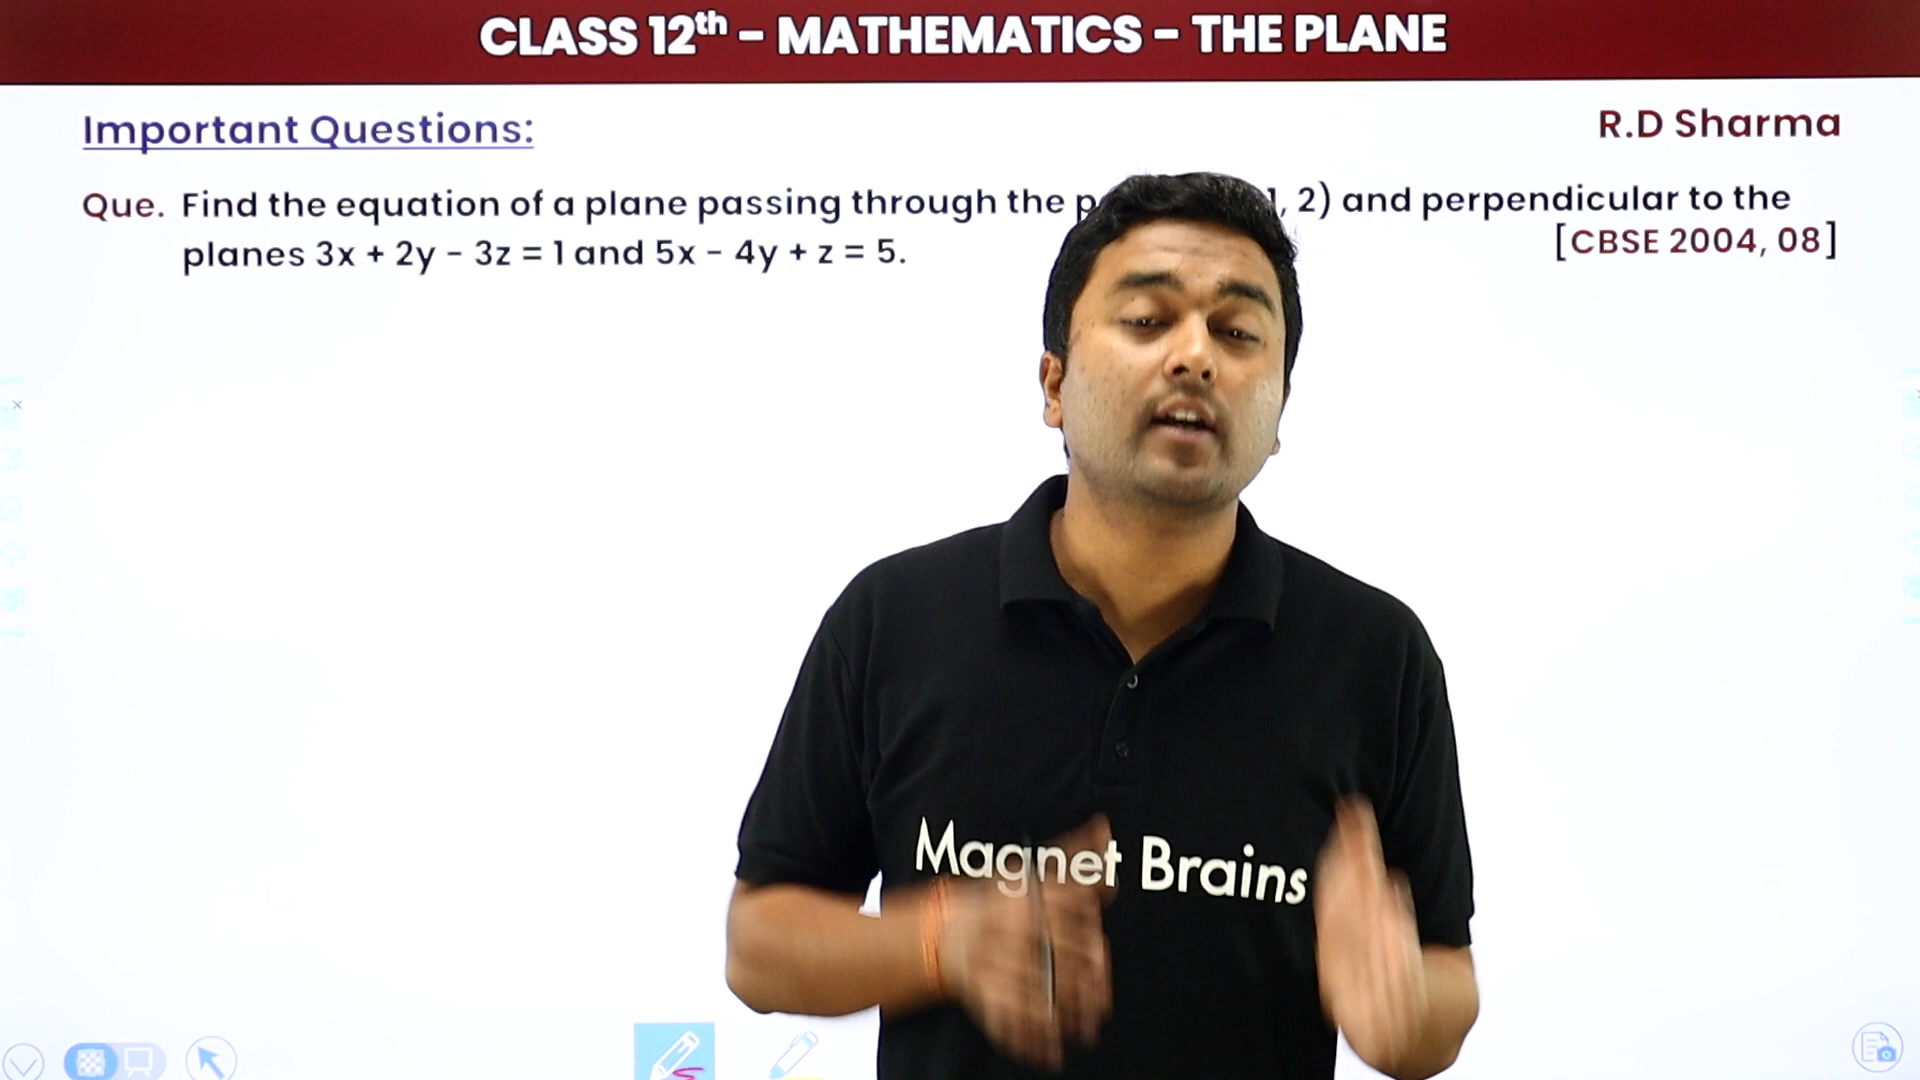 CLASS 12th - MATHEMATICS - THE PLANE
Important Questions:
R.D Sharma
Que. Find the equation of a plane passing through the 1, 2) and perpendicular to the
planes 3x + 2y - 3z = 1 and 5x - 4y + z = 5.
[CBSE 2004, 08]
Magnet Brains